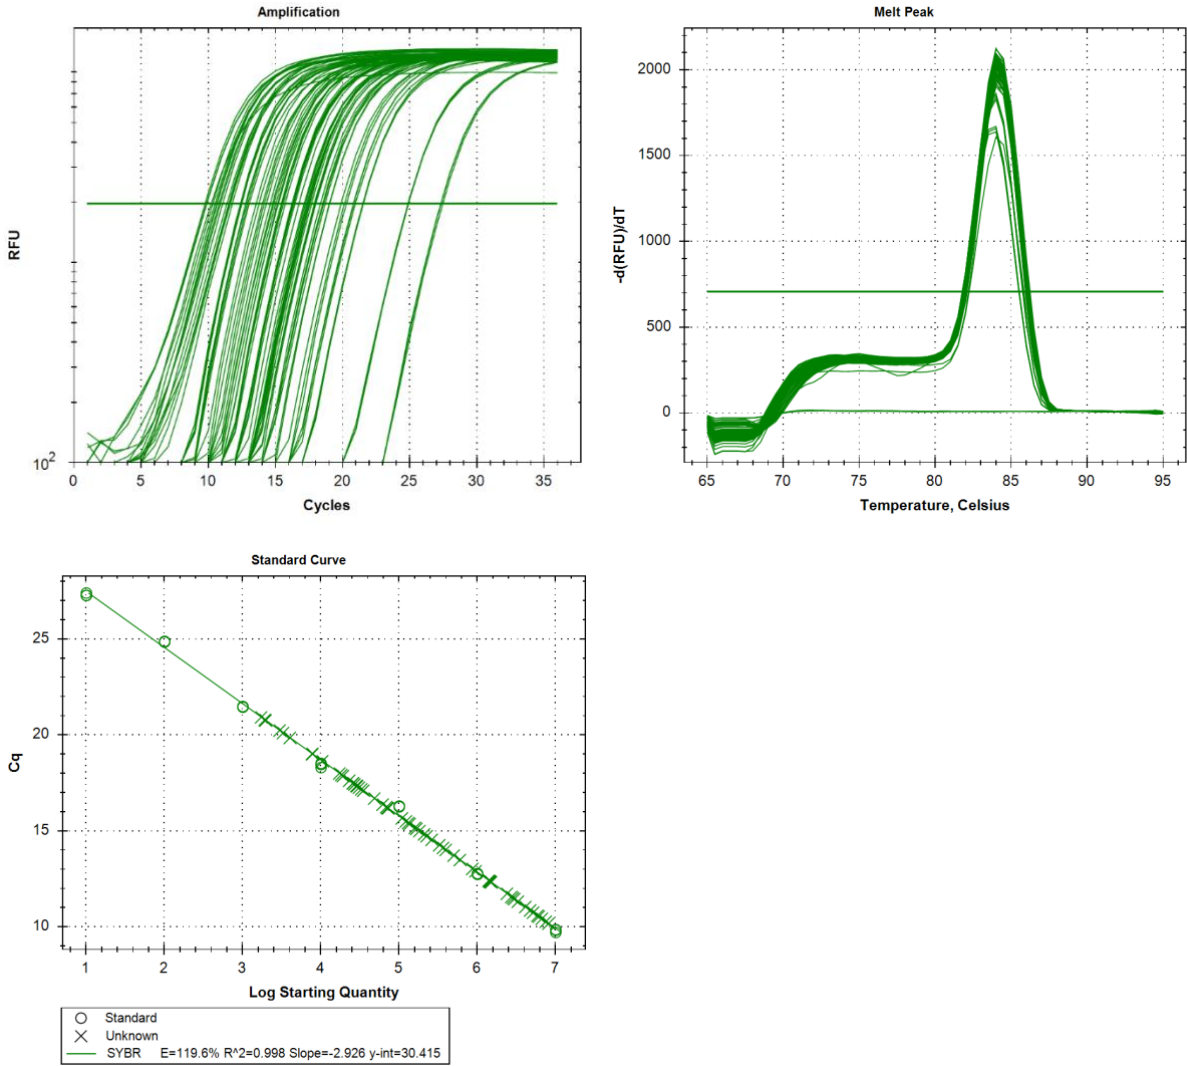 Amplification
RFU
10²
0 5 10 15 20 25 30 35
Cycles
Melt Peak
-d(RFU)/dT
2000
1500
1000
500
0
65 70 75 80 85 90 95
Temperature, Celsius
Standard Curve
Cq
25
20
15
10
1 2 3 4 5 6 7
Log Starting Quantity
Standard
Unknown
SYBR E=119.6% R^2=0.998 Slope=-2.926 y-int=30.415